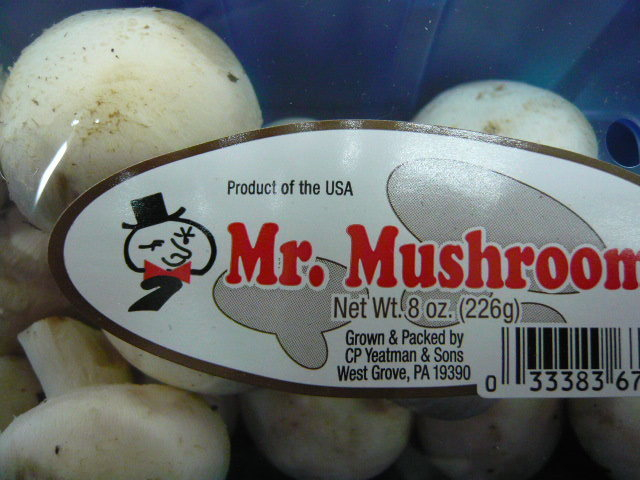 Product of the USA
Mr. Mushroom
Net Wt. 8 oz. (226g)
Grown & Packed by
CP Yeatman & Sons
West Grove, PA 19390
0 33383 67